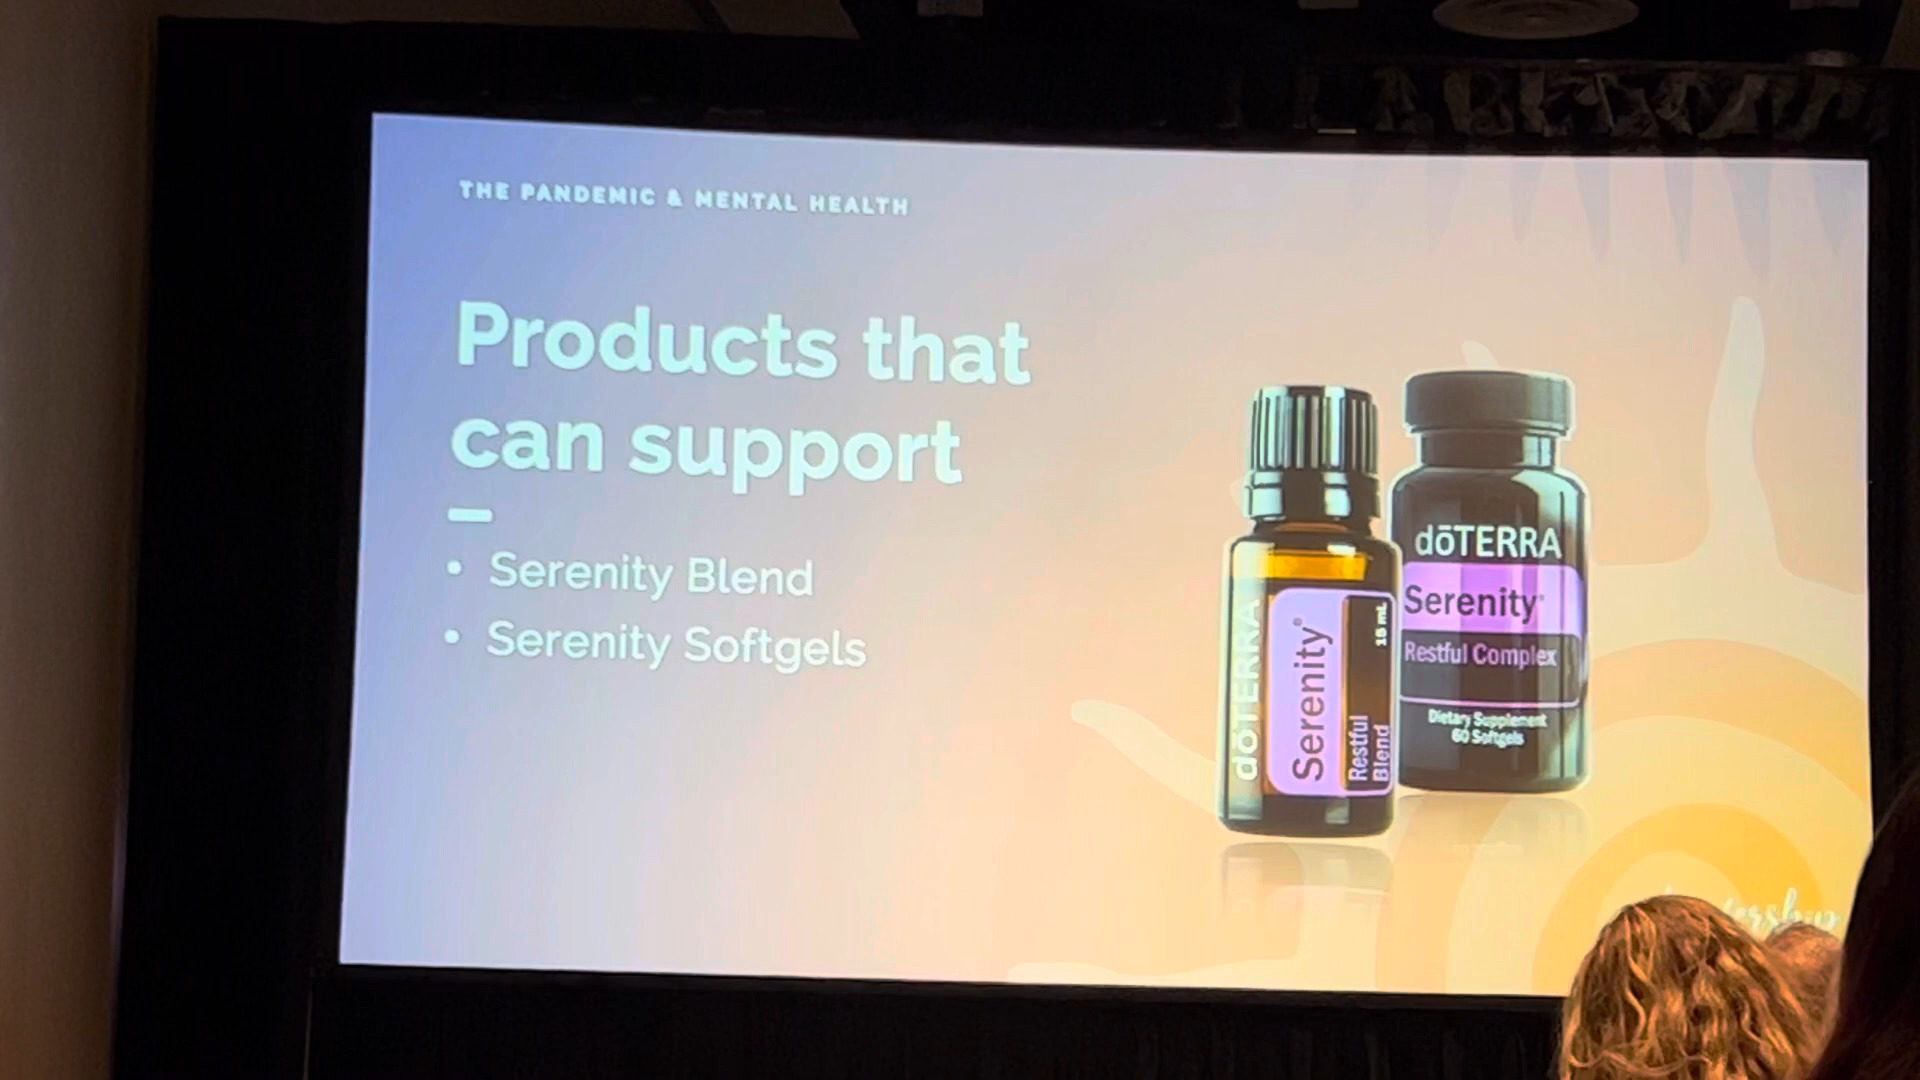 THE PANDEMIC & MENTAL HEALTH
Products that
can support
• Serenity Blend
• Serenity Softgels
dōTERRA
Serenity®
Restful
Blend
15 mL
dōTERRA
Serenity®
Restful Complex
Dietary Supplement
60 Softgels